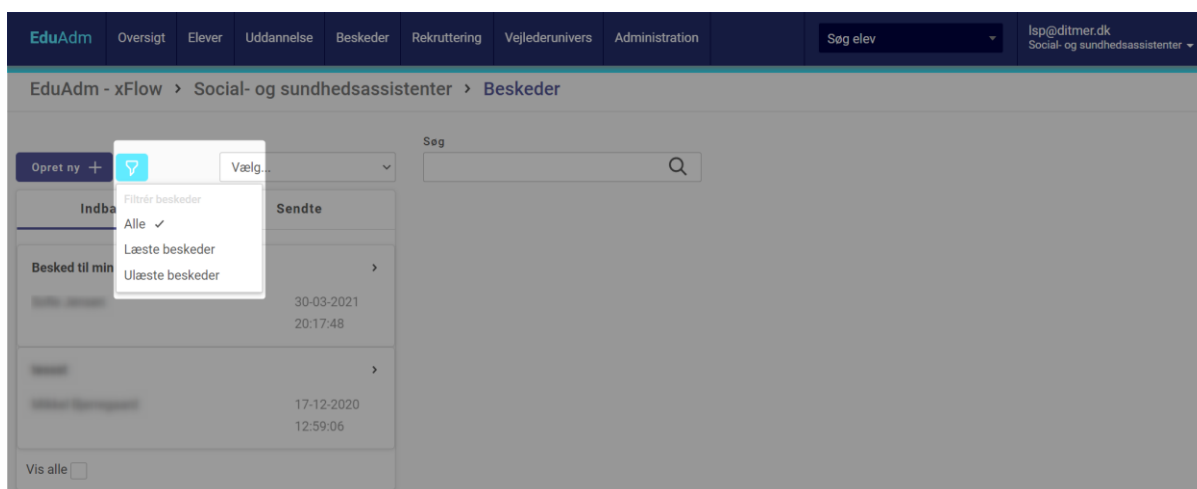 EduAdm Oversigt Elever Uddannelse Beskeder Rekruttering Vejlederunivers Administration Søg elev lsp@ditmer.dk
Social- og sundhedsassistenter
EduAdm - xFlow > Social- og sundhedsassistenter > Beskeder
Søg
Opret ny + Vælg...
Indba Sendte
Filtrér beskeder
Alle ✓
Læste beskeder
Ulæste beskeder
Besked til min
30-03-2021
20:17:48
17-12-2020
12:59:06
Vis alle